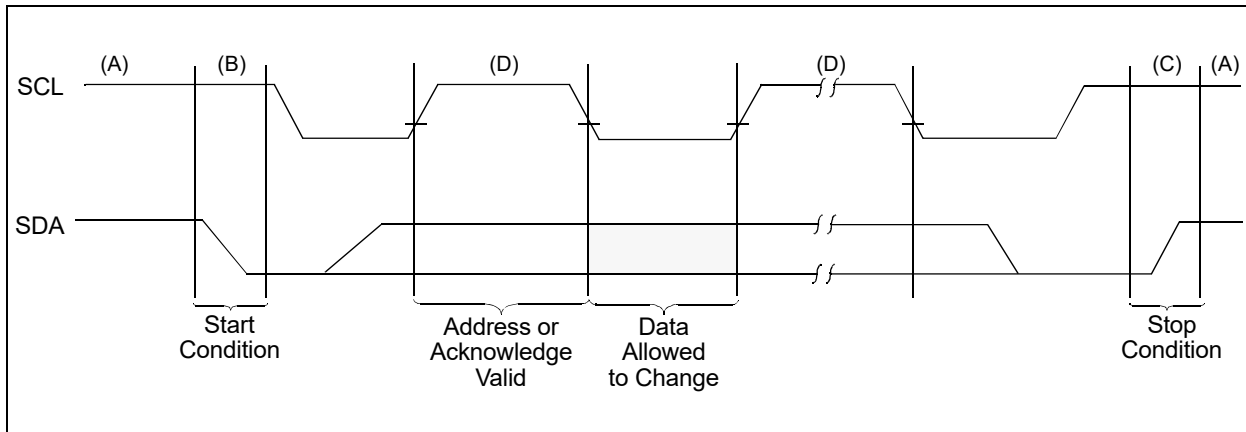 (A) (B) (D) (D) (C) (A)
SCL
SDA
Start
Condition
Address or
Acknowledge
Valid
Data
Allowed
to Change
Stop
Condition